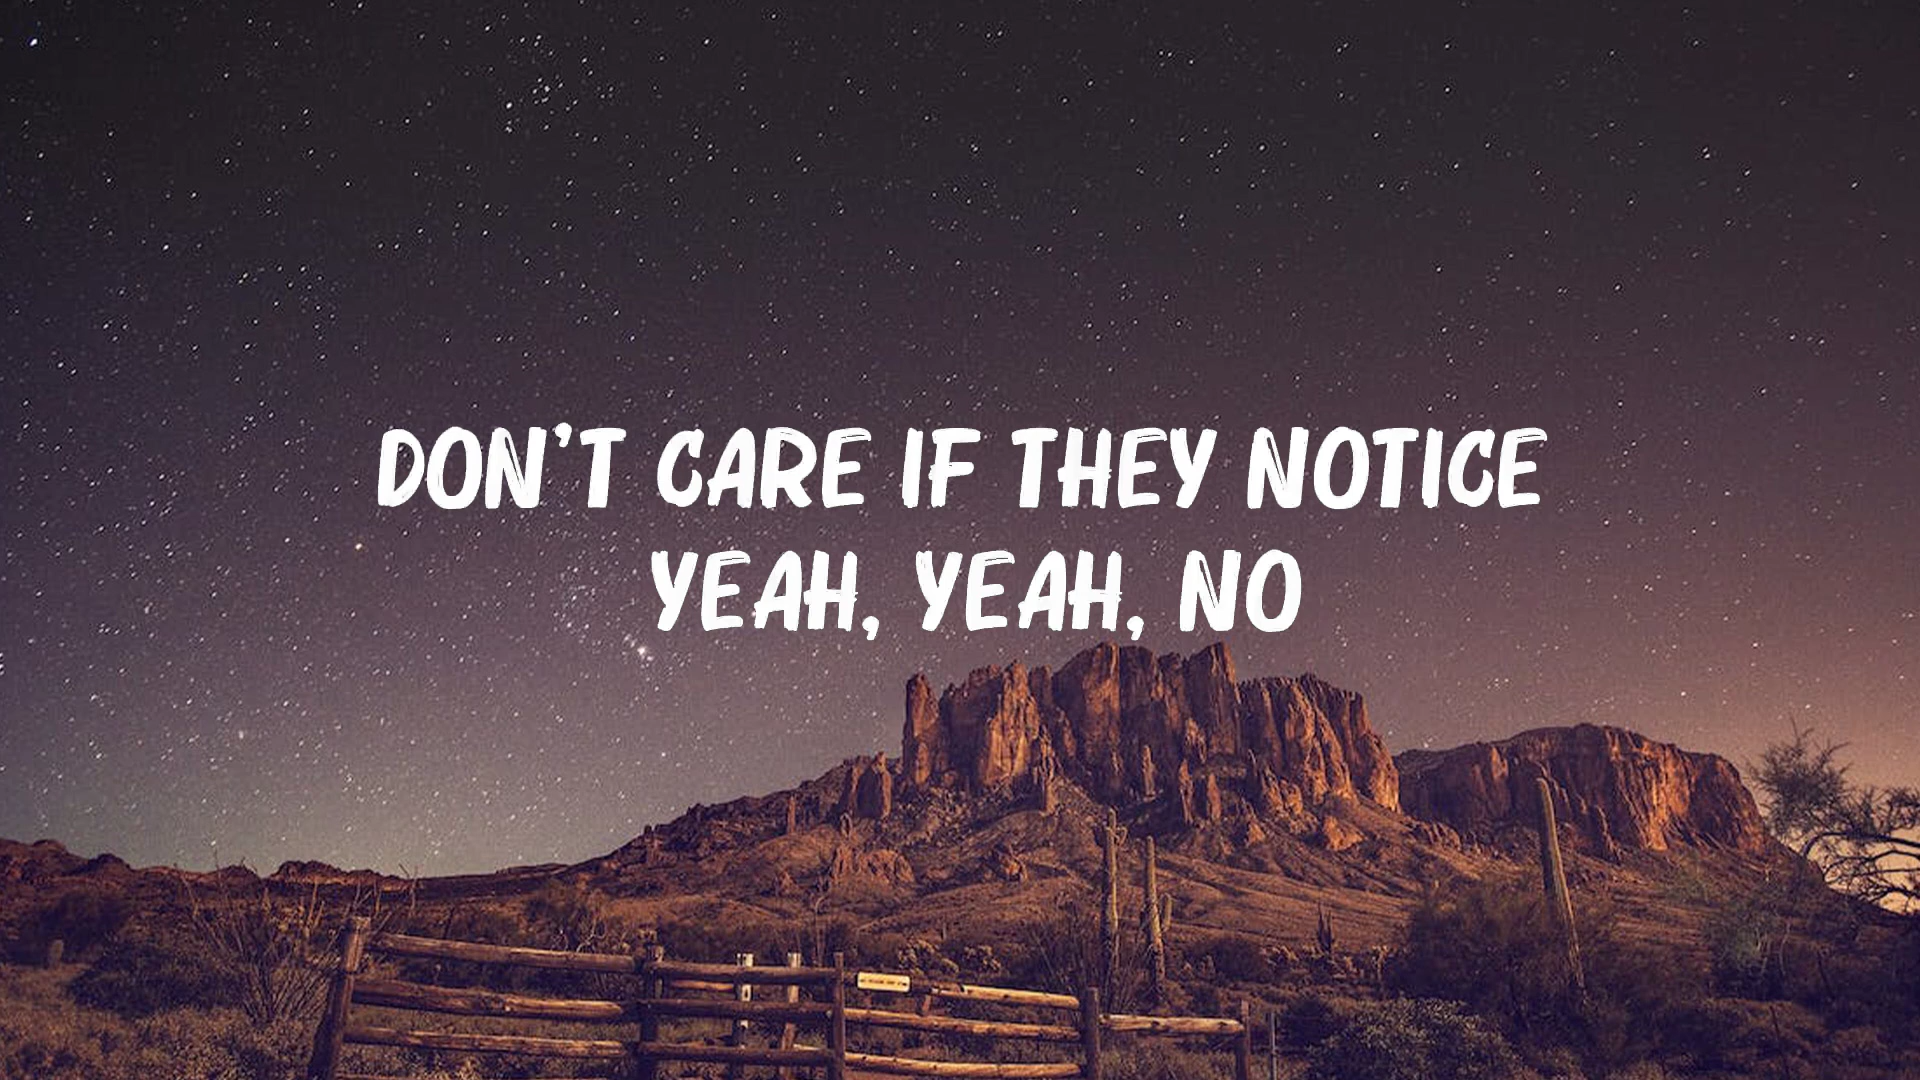 DON'T CARE IF THEY NOTICE
YEAH, YEAH, NO